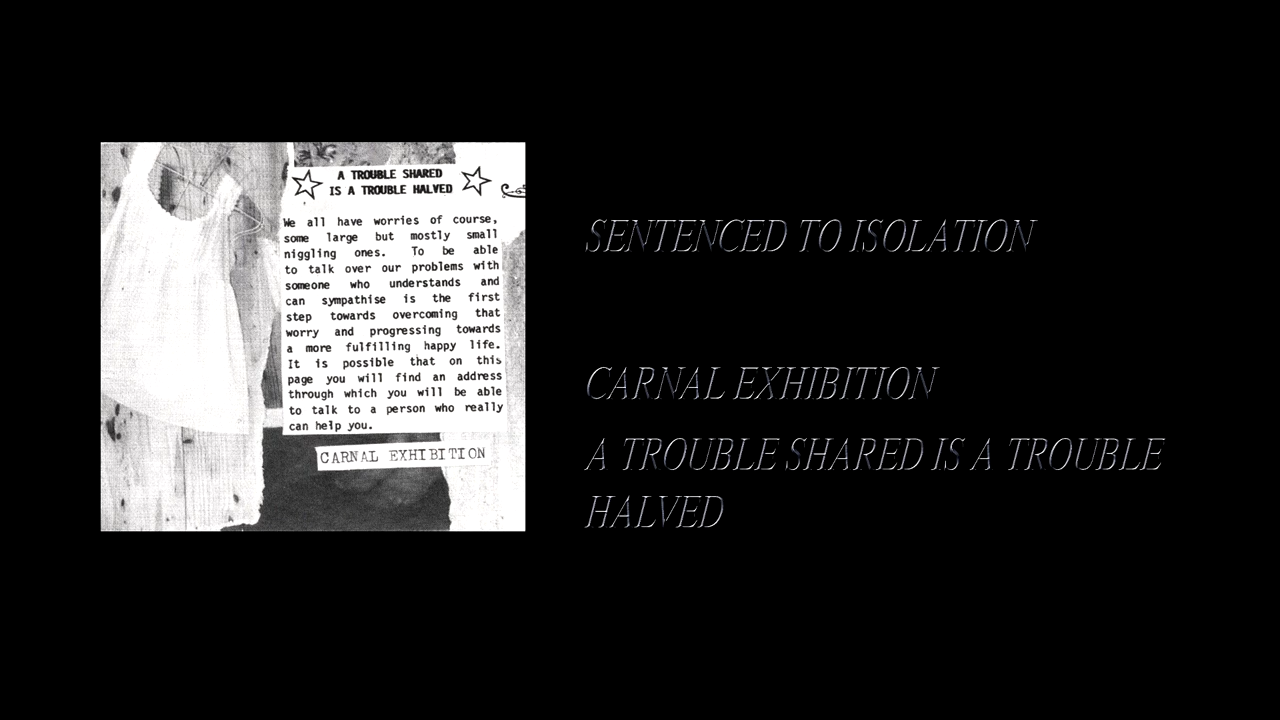 A TROUBLE SHARED
IS A TROUBLE HALVED
We all have worries of course,
some large but mostly small
niggling ones. To be able
to talk over our problems with
someone who understands and
can sympathise is the first
step towards overcoming that
worry and progressing towards
a more fulfilling happy life.
It is possible that on this
page you will find an address
through which you will be able
to talk to a person who really
can help you.
CARNAL EXHIBITION
SENTENCED TO ISOLATION
CARNAL EXHIBITION
A TROUBLE SHARED IS A TROUBLE
HALVED